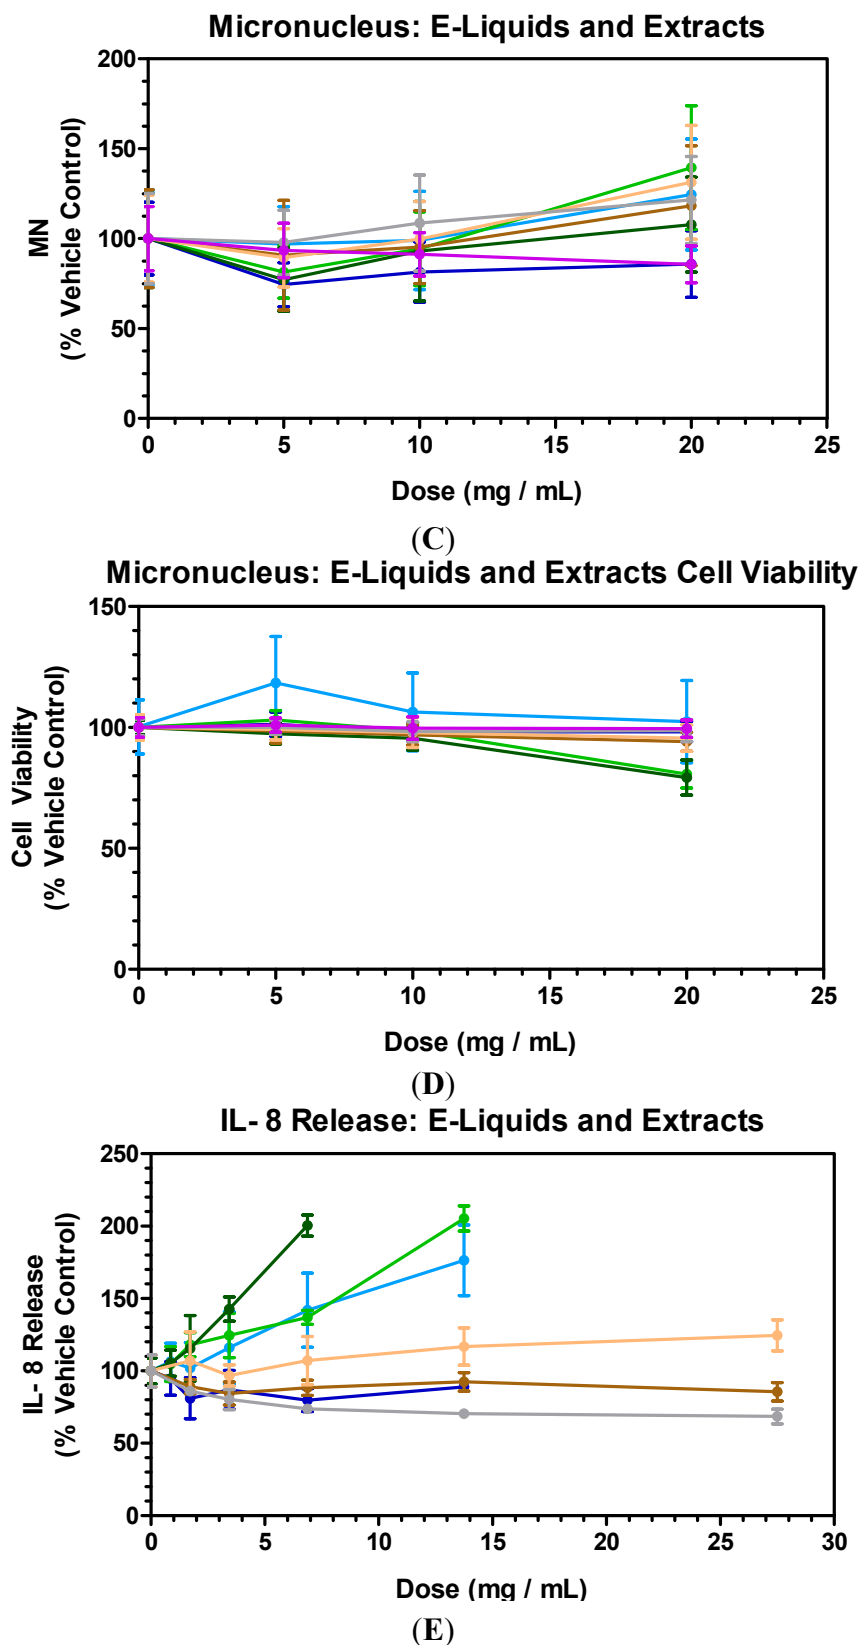 Micronucleus: E-Liquids and Extracts
200
150
100
50
0
MN
(% Vehicle Control)
0 5 10 15 20 25
Dose (mg / mL)
(C)
Micronucleus: E-Liquids and Extracts Cell Viability
150
100
50
0
Cell Viability
(% Vehicle Control)
0 5 10 15 20 25
Dose (mg / mL)
(D)
IL- 8 Release: E-Liquids and Extracts
250
200
150
100
50
0
IL- 8 Release
(% Vehicle Control)
0 5 10 15 20 25 30
Dose (mg / mL)
(E)